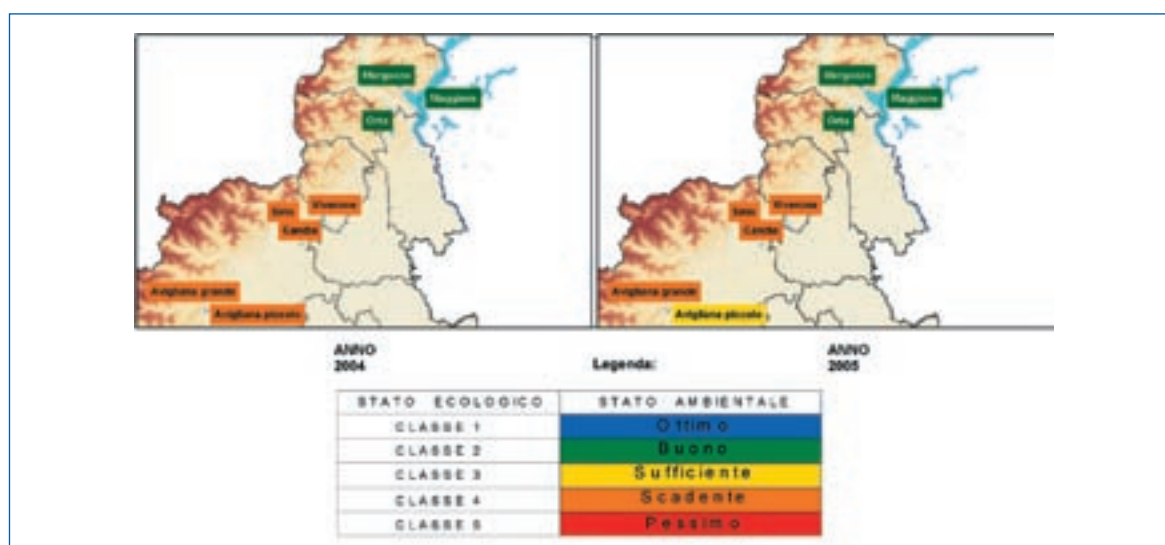 Mergozzo
Maggiore
Orta
Viverone
Sirio
Candia
Avigliana grande
Avigliana piccolo
Mergozzo
Maggiore
Orta
Viverone
Sirio
Candia
Avigliana grande
Avigliana piccolo
ANNO
2004
Legenda:
ANNO
2005
STATO ECOLOGICO STATO AMBIENTALE
CLASSE 1 Ottimo
CLASSE 2 Buono
CLASSE 3 Sufficiente
CLASSE 4 Scadente
CLASSE 5 Pessimo